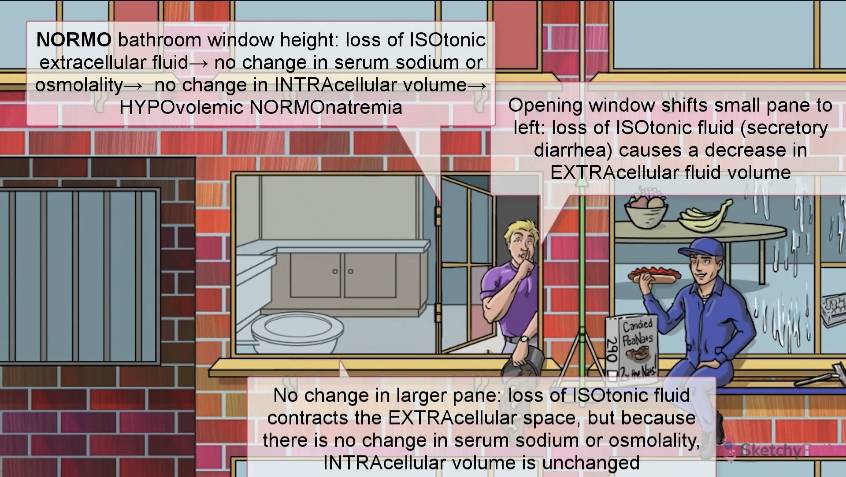 NORMO bathroom window height: loss of ISOtonic
extracellular fluid→ no change in serum sodium or
osmolality→ no change in INTRAcellular volume→
HYPOvolemic NORMOnatremia
Opening window shifts small pane to
left: loss of ISOtonic fluid (secretory
diarrhea) causes a decrease in
EXTRAcellular fluid volume
Candied
PeaNats
290
No change in larger pane: loss of ISOtonic fluid
contracts the EXTRAcellular space, but because
there is no change in serum sodium or osmolality,
INTRAcellular volume is unchanged
Sketchy